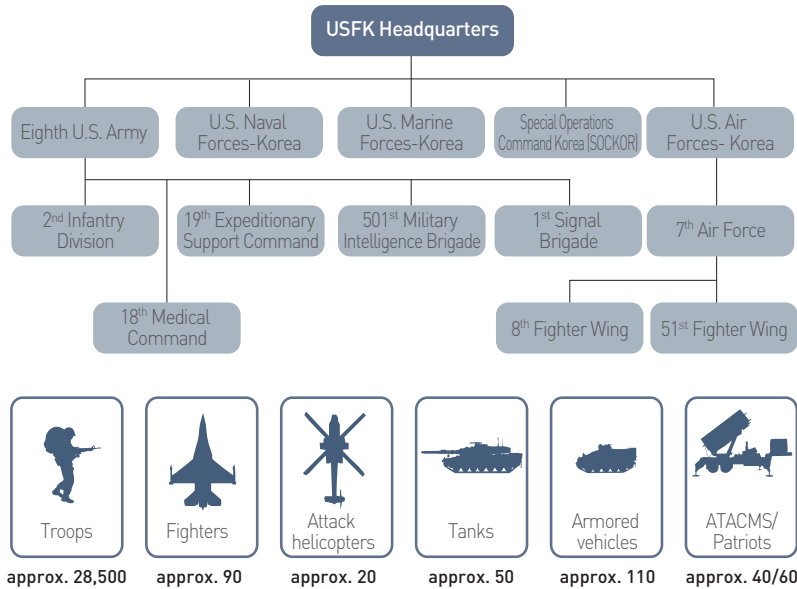 USFK Headquarters
Eighth U.S. Army
U.S. Naval
Forces-Korea
U.S. Marine
Forces-Korea
Special Operations
Command Korea (SOCKOR)
U.S. Air
Forces- Korea
2nd Infantry
Division
19th Expeditionary
Support Command
501st Military
Intelligence Brigade
1st Signal
Brigade
7th Air Force
18th Medical
Command
8th Fighter Wing
51st Fighter Wing
Troops
Fighters
Attack
helicopters
Tanks
Armored
vehicles
ATACMS/
Patriots
approx. 28,500
approx. 90
approx. 20
approx. 50
approx. 110
approx. 40/60